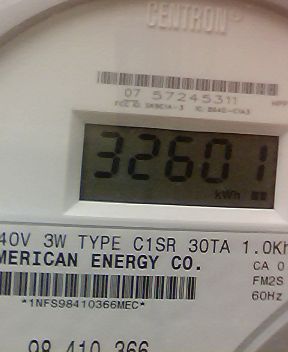 CENTRON
07 57245311
32601
kWh
40V 3W TYPE C1SR 30TA 1.0Kh
MERICAN ENERGY CO.
CA 0
FM2S
60Hz
*1NFS98410366MEC*
98 410 366